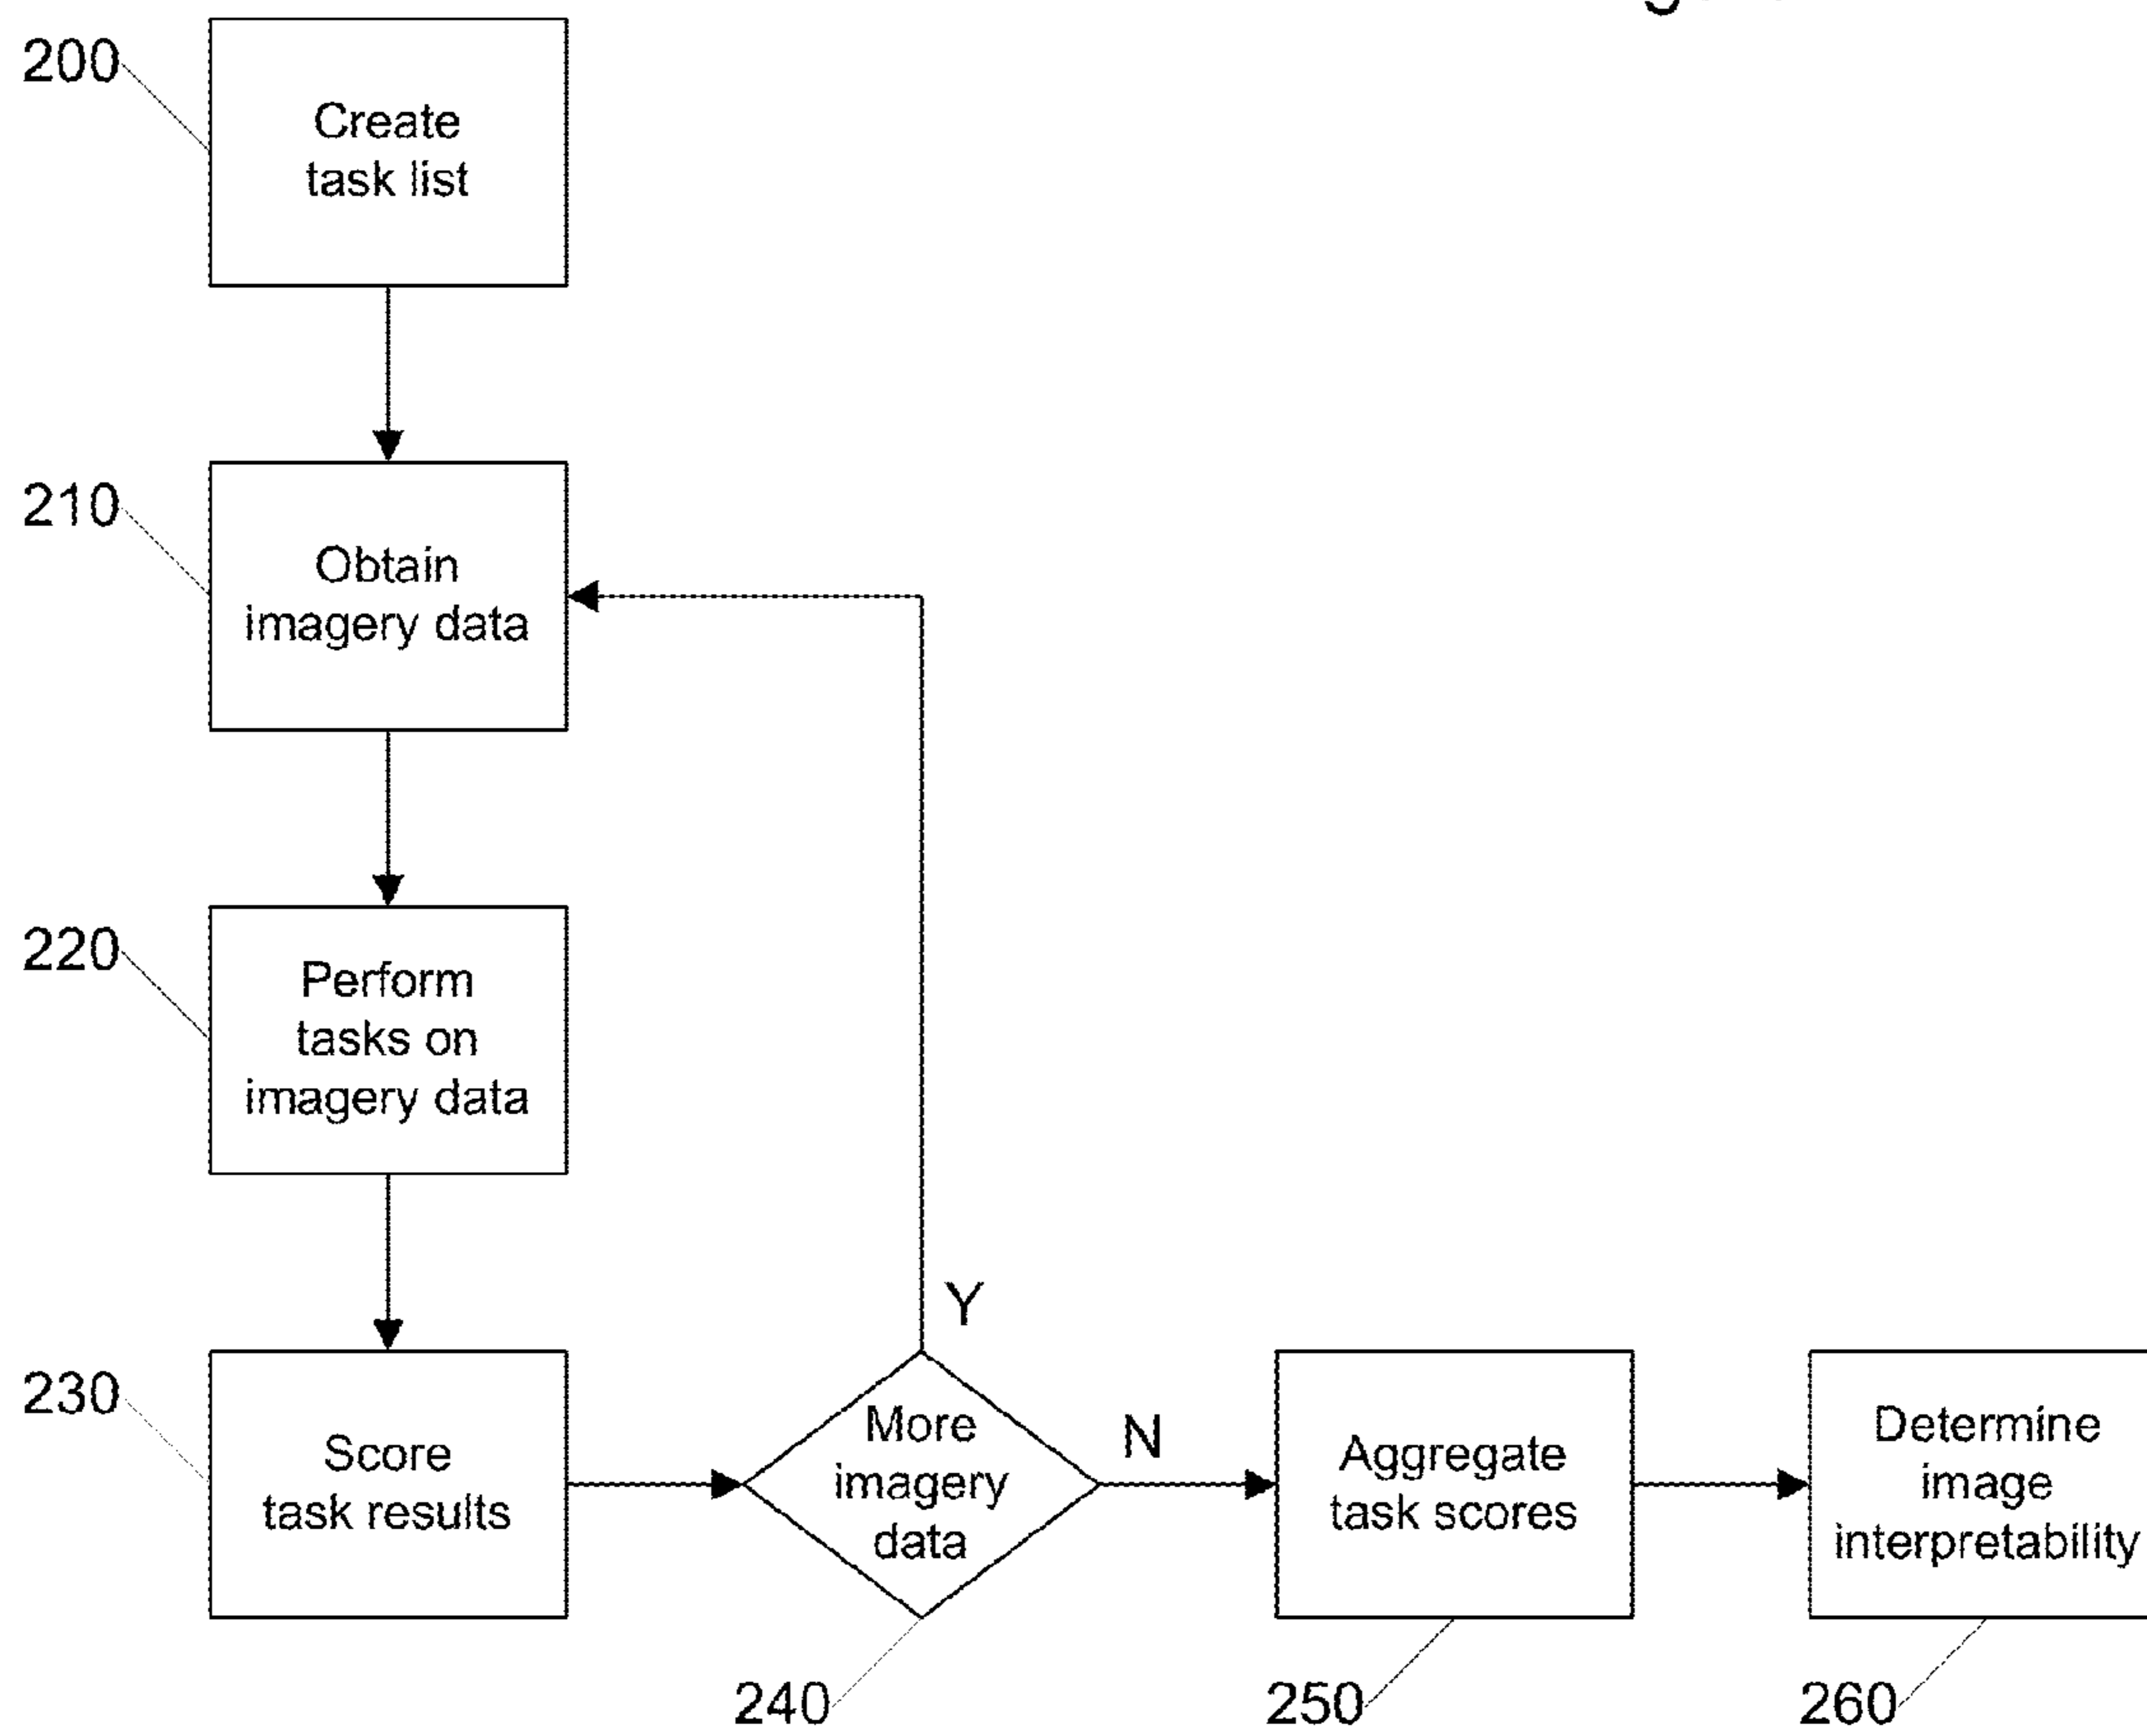 200
Create
task list
210
Obtain
imagery data
220
Perform
tasks on
imagery data
230
Score
task results
Y
More
imagery
data
N
240
Aggregate
task scores
250
Determine
image
interpretability
260